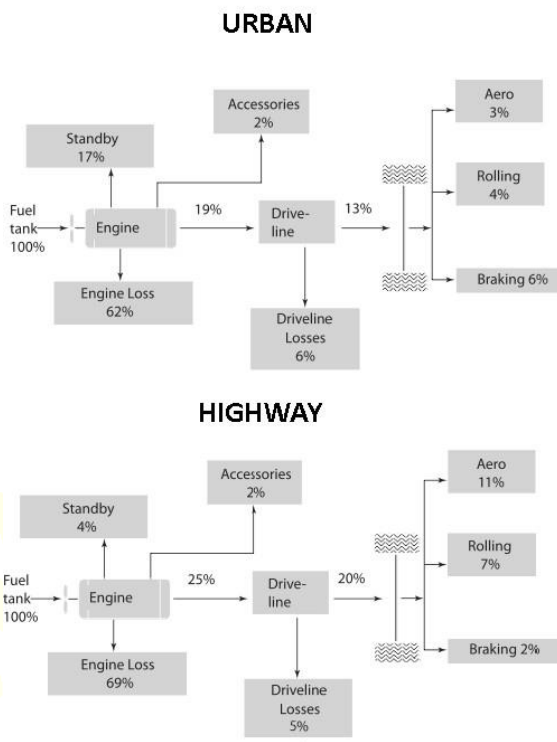 URBAN
Accessories
2%
Aero
3%
Standby
17%
Rolling
4%
Fuel
tank
100%
Engine
19%
Drive-
line
13%
Engine Loss
62%
Braking 6%
Driveline
Losses
6%
HIGHWAY
Accessories
2%
Aero
11%
Standby
4%
Rolling
7%
Fuel
tank
100%
Engine
25%
Drive-
line
20%
Engine Loss
69%
Braking 2%
Driveline
Losses
5%